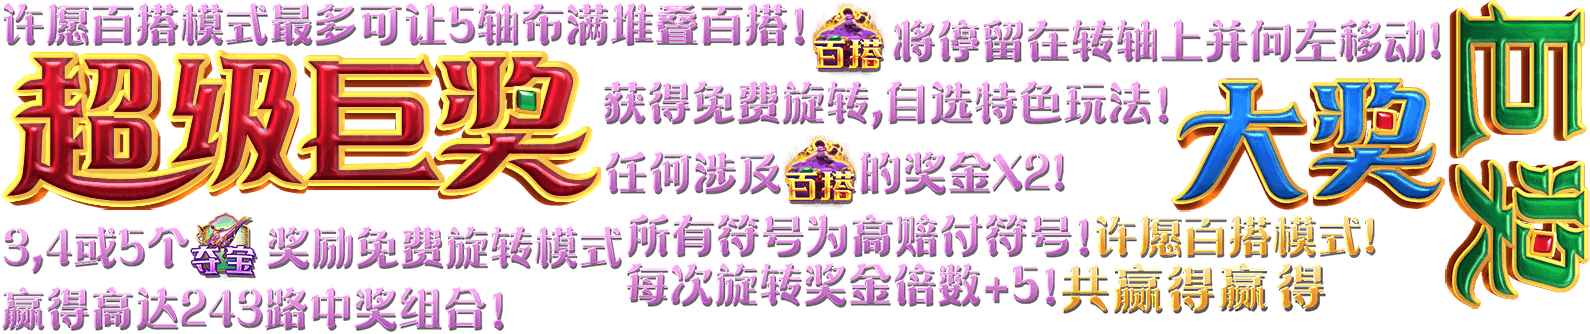 许愿百搭模式最多可让5轴布满堆叠百搭!
百搭 将停留在转轴上并向左移动!
超级巨奖
获得免费旋转,自选特色玩法!
大奖
巨奖
任何涉及 百搭 的奖金X2!
3,4或5个 夺宝 奖励免费旋转模式
所有符号为高赔付符号!
许愿百搭模式!
每次旋转奖金倍数+5!
共赢得赢得
赢得高达243路中奖组合!